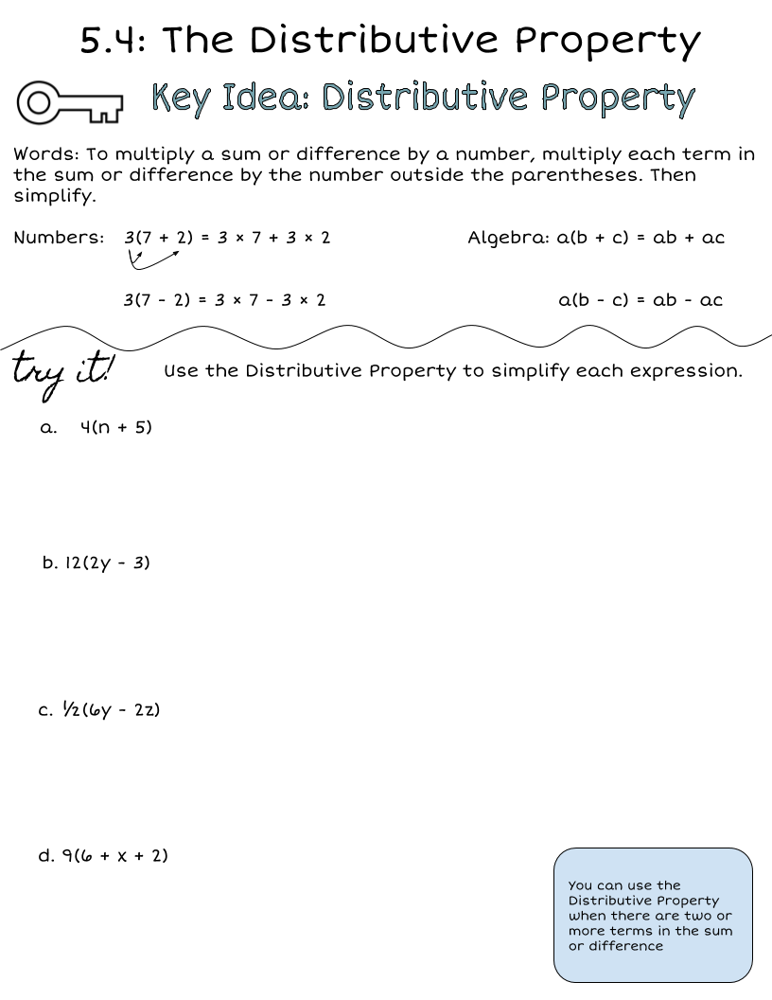 5.4: The Distributive Property
Key Idea: Distributive Property
Words: To multiply a sum or difference by a number, multiply each term in
the sum or difference by the number outside the parentheses. Then
simplify.
Numbers: 3(7 + 2) = 3 × 7 + 3 × 2
Algebra: a(b + c) = ab + ac
3(7 - 2) = 3 × 7 - 3 × 2
a(b - c) = ab - ac
try it!
Use the Distributive Property to simplify each expression.
a. 4(n + 5)
b. 12(2y - 3)
c. ½(6y - 2z)
d. 9(6 + x + 2)
You can use the
Distributive Property
when there are two or
more terms in the sum
or difference